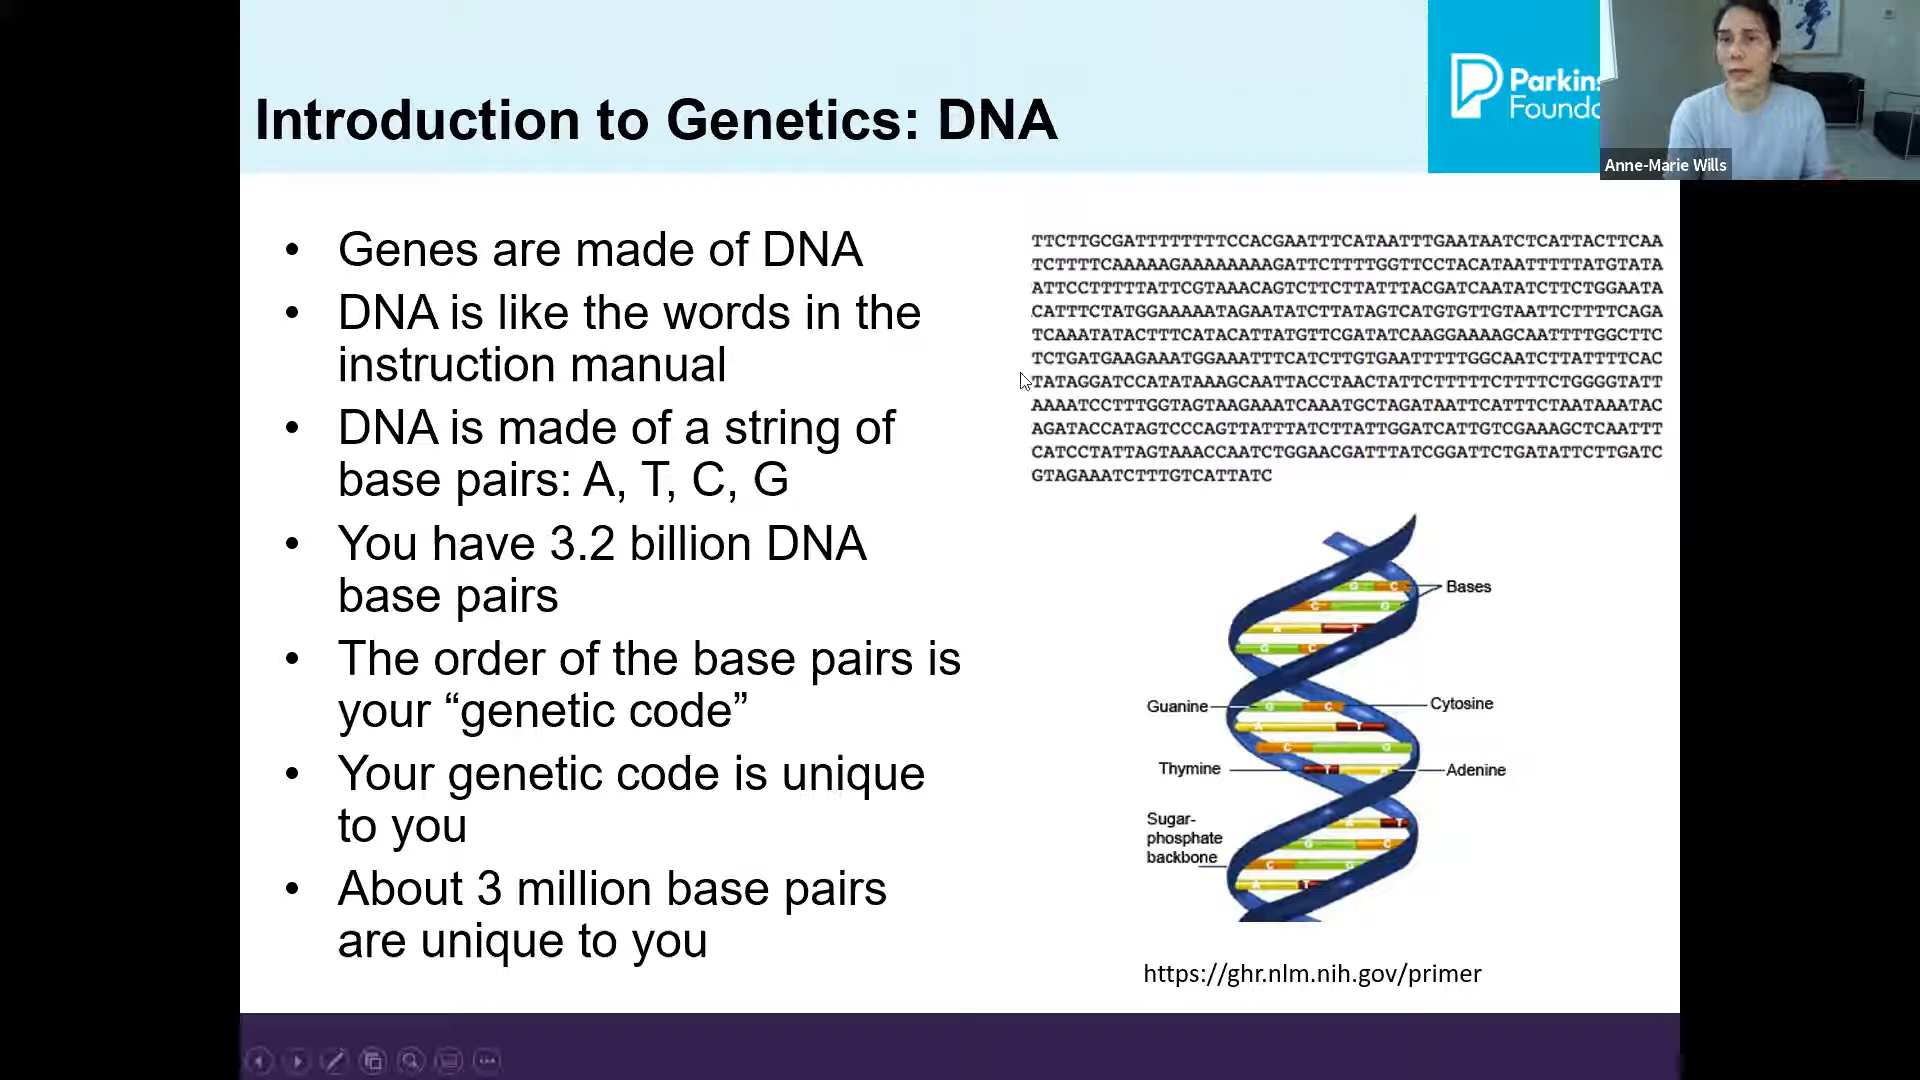 Introduction to Genetics: DNA
Parkins
Founda
Anne-Marie Wills
• Genes are made of DNA
• DNA is like the words in the
instruction manual
• DNA is made of a string of
base pairs: A, T, C, G
• You have 3.2 billion DNA
base pairs
• The order of the base pairs is
your “genetic code”
• Your genetic code is unique
to you
• About 3 million base pairs
are unique to you
TTCTTGCGATTTTTTTTCCACGAATTTCATAATTTGAATAATCTCATTACTTCAA
TCTTTTCAAAAAGAAAAAAAAGATTCTTTTGGTTCCTACATAATTTTTATGTATA
ATTCCTTTTTATTCGTAAACAGTCTTCTTATTTACGATCAATATCTTCTGGAATA
CATTTCTATGGAAAAATAGAATATCTTATAGTCATGTGTTGTAATTCTTTTCAGA
TCAAATATACTTTCATACATTATGTTCGATATCAAGGAAAAGCAATTTTGGCTTC
TCTGATGAAGAAATGGAAATTTCATCTTGTGAATTTTTGGCAATCTTATTTTCAC
TATAGGATCCATATAAAGCAATTACCTAACTATTCTTTTTCTTTTCTGGGGTATT
AAAATCCTTTGGTAGTAAGAAATCAAATGCTAGATAATTCATTTCTAATAAATAC
AGATACCATAGTCCCAGTTATTTATCTTATTGGATCATTGTCGAAAGCTCAATTT
CATCCTATTAGTAAACCAATCTGGAACGATTTATCGGATTCTGATATTCTTGATC
GTAGAAATCTTTGTCATTATC
G C
Bases
C G
A T
G C
Guanine
G C
Cytosine
A T
C G
Thymine
T A
Adenine
Sugar-
phosphate
backbone
A T
G C
C G
A T
https://ghr.nlm.nih.gov/primer